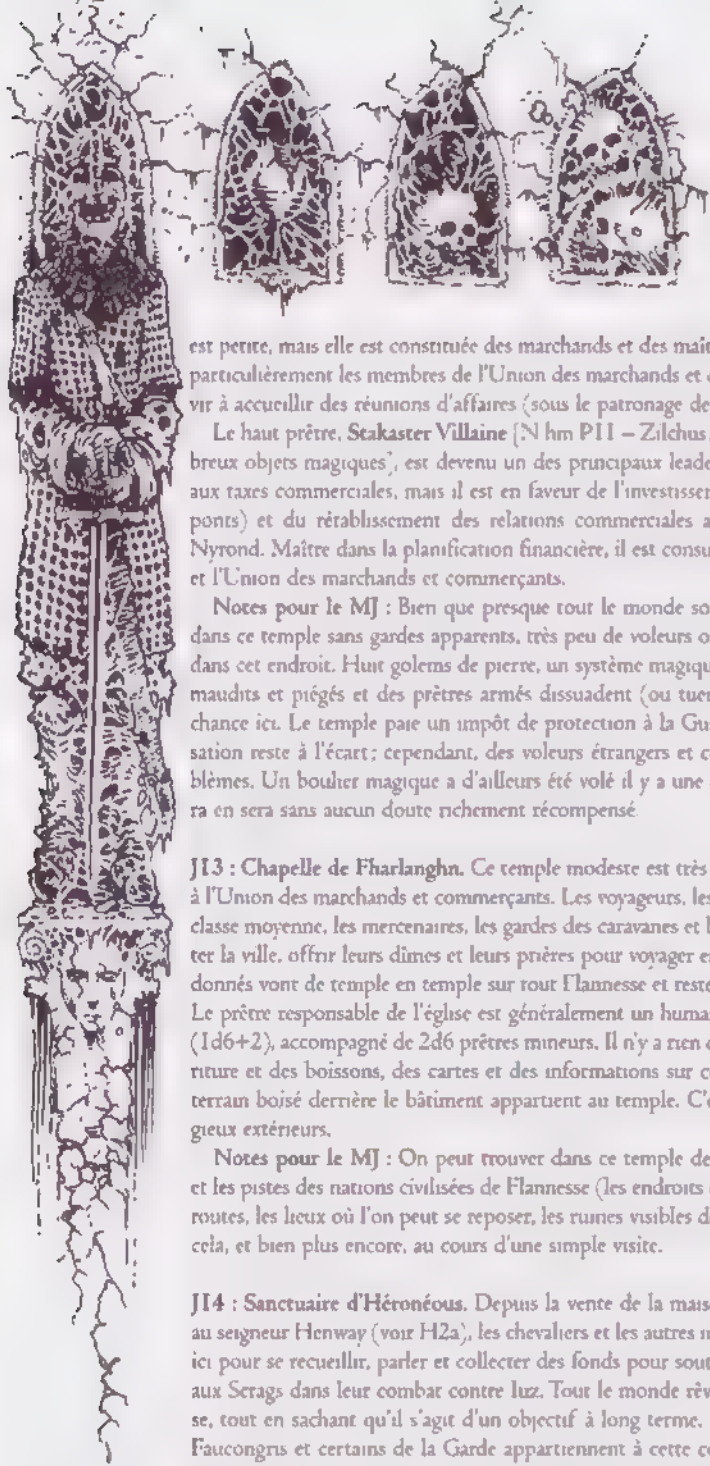 est petite, mais elle est constituée des marchands et des maît
particulièrement les membres de l'Union des marchands et
vir à accueillir des réunions d'affaires (sous le patronage de
Le haut prêtre, Stakaster Villaine [N hm P11 – Zilchus
breux objets magiques], est devenu un des principaux leade
aux taxes commerciales, mais il est en faveur de l'investisser
ponts) et du rétablissement des relations commerciales a
Nyrond. Maître dans la planification financière, il est consu
et l'Union des marchands et commerçants.
Notes pour le MJ : Bien que presque tout le monde so
dans ce temple sans gardes apparents, très peu de voleurs o
dans cet endroit. Huit golems de pierre, un système magiqu
maudits et piégés et des prêtres armés dissuadent (ou tuer
chance ici. Le temple paie un impôt de protection à la Gu
sation reste à l'écart; cependant, des voleurs étrangers et c
blèmes. Un boulier magique a d'ailleurs été volé il y a une
ra en sera sans aucun doute richement récompensé.
J13 : Chapelle de Fharlanghn. Ce temple modeste est très
à l'Union des marchands et commerçants. Les voyageurs, les
classe moyenne, les mercenaires, les gardes des caravanes et l
ter la ville, offrir leurs dîmes et leurs prières pour voyager e
donnés vont de temple en temple sur tout Flannesse et reste
Le prêtre responsable de l'église est généralement un huma
(1d6+2), accompagné de 2d6 prêtres mineurs. Il n'y a rien
riture et des boissons, des cartes et des informations sur c
terrain boisé derrière le bâtiment appartient au temple. C'
gieux extérieurs.
Notes pour le MJ : On peut trouver dans ce temple de
et les pistes des nations civilisées de Flannesse (les endroits
routes, les lieux où l'on peut se reposer, les ruines visibles d
cela, et bien plus encore, au cours d'une simple visite.
J14 : Sanctuaire d'Héronéous. Depuis la vente de la mais
au seigneur Henway (voir H2a), les chevaliers et les autres n
ici pour se recueillir, parler et collecter des fonds pour sout
aux Scrags dans leur combat contre Iuz. Tout le monde rêv
se, tout en sachant qu'il s'agit d'un objectif à long terme.
Faucongris et certains de la Garde appartiennent à cette c